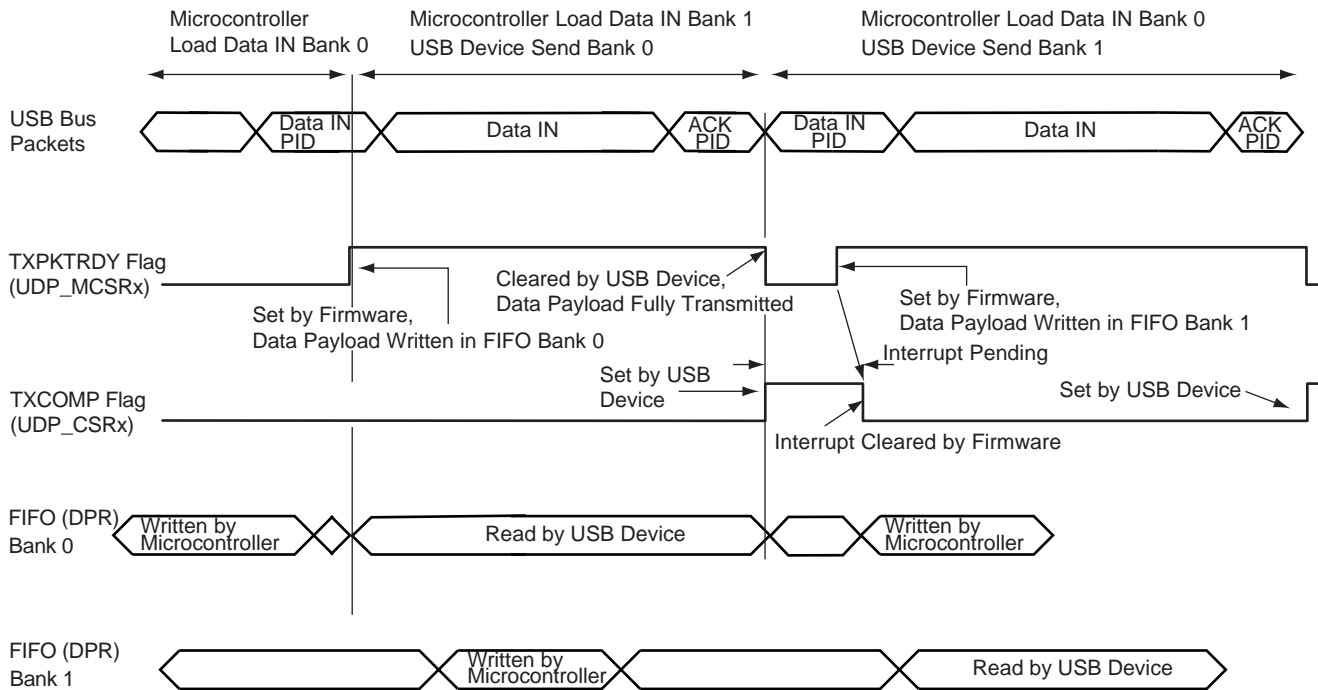 Microcontroller
Load Data IN Bank 0
Microcontroller Load Data IN Bank 1
USB Device Send Bank 0
Microcontroller Load Data IN Bank 0
USB Device Send Bank 1
USB Bus
Packets
Data IN
PID
Data IN
ACK
PID
Data IN
PID
Data IN
ACK
PID
TXPKTRDY Flag
(UDP_MCSRx)
Set by Firmware,
Data Payload Written in FIFO Bank 0
Cleared by USB Device,
Data Payload Fully Transmitted
Set by Firmware,
Data Payload Written in FIFO Bank 1
Interrupt Pending
TXCOMP Flag
(UDP_CSRx)
Set by USB
Device
Set by USB Device
Interrupt Cleared by Firmware
FIFO (DPR)
Bank 0
Written by
Microcontroller
Read by USB Device
Written by
Microcontroller
FIFO (DPR)
Bank 1
Written by
Microcontroller
Read by USB Device